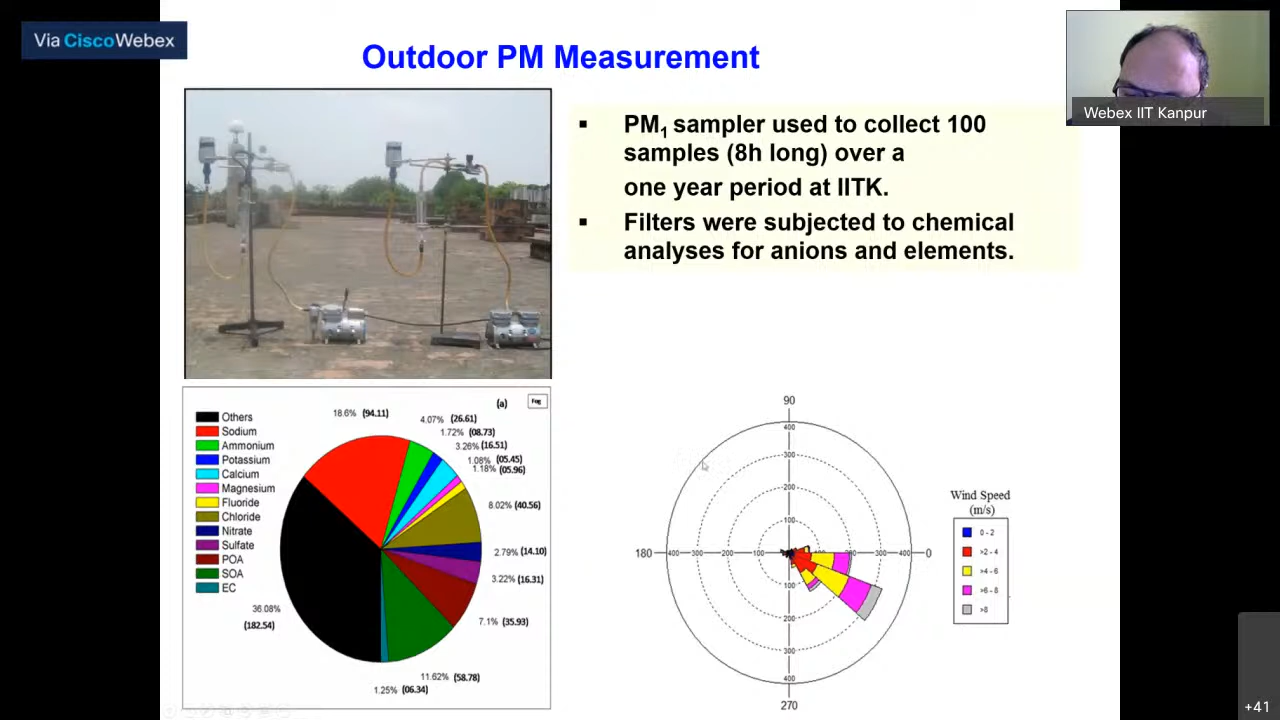 Via CiscoWebex
Outdoor PM Measurement
Webex IIT Kanpur
▪ PM1 sampler used to collect 100
samples (8h long) over a
one year period at IITK.
▪ Filters were subjected to chemical
analyses for anions and elements.
(a)
Fog
Others
Sodium
Ammonium
Potassium
Calcium
Magnesium
Fluoride
Chloride
Nitrate
Sulfate
POA
SOA
EC
18.6% (94.11)
4.07% (26.61)
1.72% (08.73)
3.26% (16.51)
1.08% (05.45)
1.18% (05.96)
8.02% (40.56)
2.79% (14.10)
3.22% (16.31)
7.1% (35.93)
11.62% (58.78)
1.25% (06.34)
36.08%
(182.54)
90
400
300
200
100
180
400
300
200
100
100
200
300
400
0
100
200
300
400
270
Wind Speed
(m/s)
0 - 2
>2 - 4
>4 - 6
>6 - 8
>8
+41